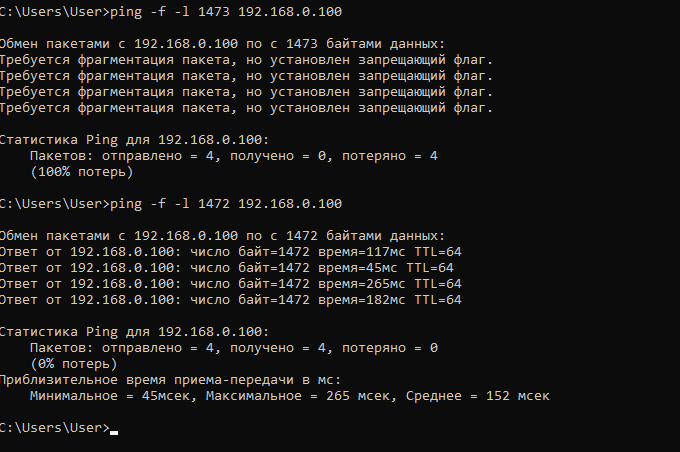 C:\Users\User>ping -f -l 1473 192.168.0.100
Обмен пакетами с 192.168.0.100 по с 1473 байтами данных:
Требуется фрагментация пакета, но установлен запрещающий флаг.
Требуется фрагментация пакета, но установлен запрещающий флаг.
Требуется фрагментация пакета, но установлен запрещающий флаг.
Требуется фрагментация пакета, но установлен запрещающий флаг.
Статистика Ping для 192.168.0.100:
    Пакетов: отправлено = 4, получено = 0, потеряно = 4
    (100% потерь)
C:\Users\User>ping -f -l 1472 192.168.0.100
Обмен пакетами с 192.168.0.100 по с 1472 байтами данных:
Ответ от 192.168.0.100: число байт=1472 время=117мс TTL=64
Ответ от 192.168.0.100: число байт=1472 время=45мс TTL=64
Ответ от 192.168.0.100: число байт=1472 время=265мс TTL=64
Ответ от 192.168.0.100: число байт=1472 время=182мс TTL=64
Статистика Ping для 192.168.0.100:
    Пакетов: отправлено = 4, получено = 4, потеряно = 0
    (0% потерь)
Приблизительное время приема-передачи в мс:
    Минимальное = 45мсек, Максимальное = 265 мсек, Среднее = 152 мсек
C:\Users\User>